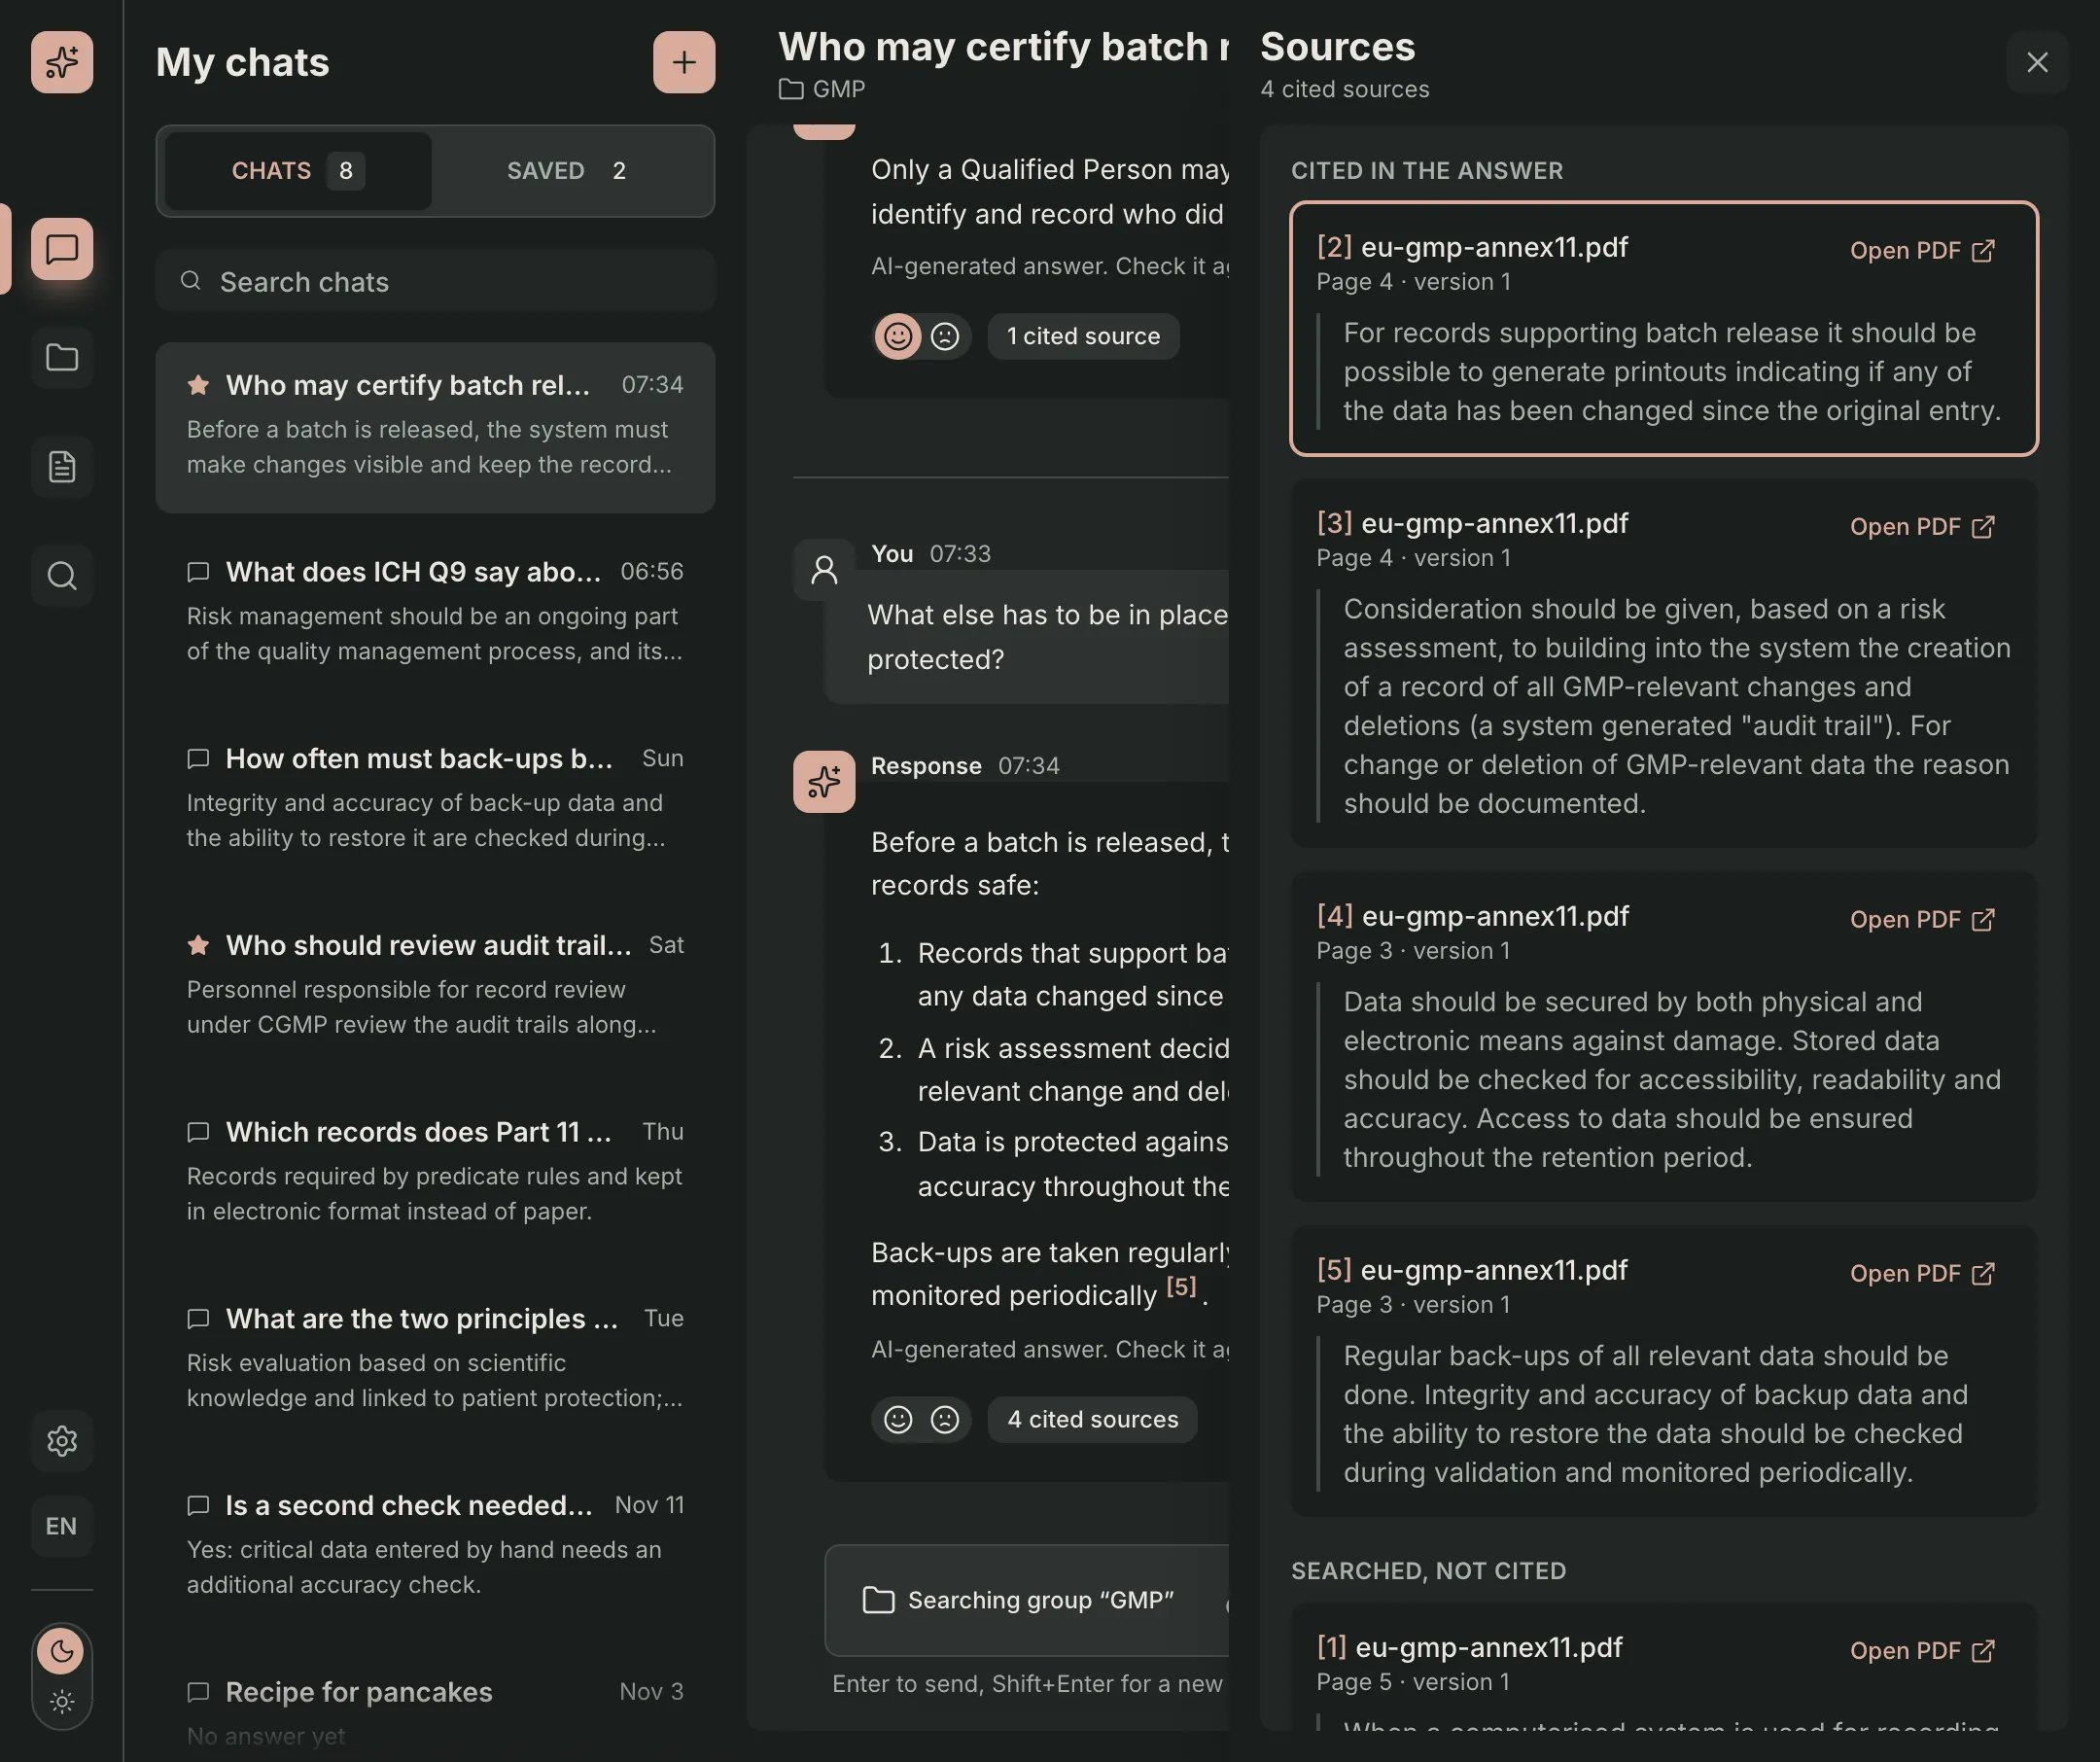 My chats
CHATS 8
SAVED 2
Search chats
Who may certify batch rel... 07:34
Before a batch is released, the system must
make changes visible and keep the record...
What does ICH Q9 say abo... 06:56
Risk management should be an ongoing part
of the quality management process, and its...
How often must back-ups b... Sun
Integrity and accuracy of back-up data and
the ability to restore it are checked during...
Who should review audit trail... Sat
Personnel responsible for record review
under CGMP review the audit trails along...
Which records does Part 11 ... Thu
Records required by predicate rules and kept
in electronic format instead of paper.
What are the two principles ... Tue
Risk evaluation based on scientific
knowledge and linked to patient protection;...
Is a second check needed... Nov 11
Yes: critical data entered by hand needs an
additional accuracy check.
Recipe for pancakes Nov 3
No answer yet
EN
Who may certify batch
GMP
Only a Qualified Person may
identify and record who did
AI-generated answer. Check it
1 cited source
You 07:33
What else has to be in place
protected?
Response 07:34
Before a batch is released,
records safe:
1. Records that support
any data changed since
2. A risk assessment
relevant change and
3. Data is protected
accuracy throughout the
Back-ups are taken regularly
monitored periodically [5] .
AI-generated answer. Check it
4 cited sources
Searching group “GMP”
Enter to send, Shift+Enter for a new
Sources
4 cited sources
CITED IN THE ANSWER
[2] eu-gmp-annex11.pdf Open PDF
Page 4 · version 1
For records supporting batch release it should be
possible to generate printouts indicating if any of
the data has been changed since the original entry.
[3] eu-gmp-annex11.pdf Open PDF
Page 4 · version 1
Consideration should be given, based on a risk
assessment, to building into the system the creation
of a record of all GMP-relevant changes and
deletions (a system generated "audit trail"). For
change or deletion of GMP-relevant data the reason
should be documented.
[4] eu-gmp-annex11.pdf Open PDF
Page 3 · version 1
Data should be secured by both physical and
electronic means against damage. Stored data
should be checked for accessibility, readability and
accuracy. Access to data should be ensured
throughout the retention period.
[5] eu-gmp-annex11.pdf Open PDF
Page 3 · version 1
Regular back-ups of all relevant data should be
done. Integrity and accuracy of backup data and
the ability to restore the data should be checked
during validation and monitored periodically.
SEARCHED, NOT CITED
[1] eu-gmp-annex11.pdf Open PDF
Page 5 · version 1
When a computerised system is used for recording